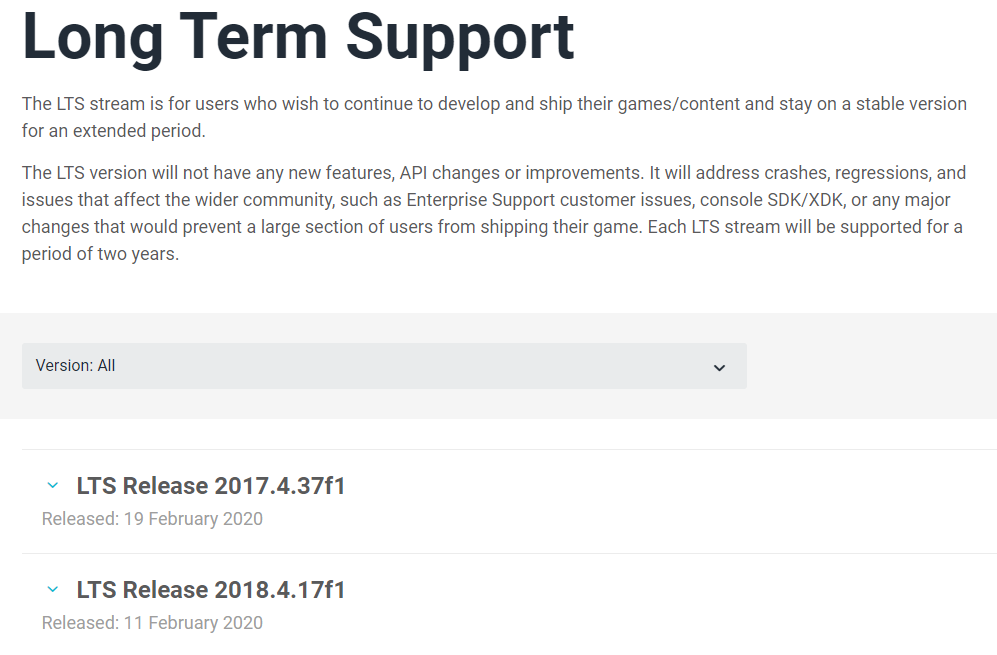 Long Term Support
The LTS stream is for users who wish to continue to develop and ship their games/content and stay on a stable version
for an extended period.
The LTS version will not have any new features, API changes or improvements. It will address crashes, regressions, and
issues that affect the wider community, such as Enterprise Support customer issues, console SDK/XDK, or any major
changes that would prevent a large section of users from shipping their game. Each LTS stream will be supported for a
period of two years.
Version: All
LTS Release 2017.4.37f1
Released: 19 February 2020
LTS Release 2018.4.17f1
Released: 11 February 2020